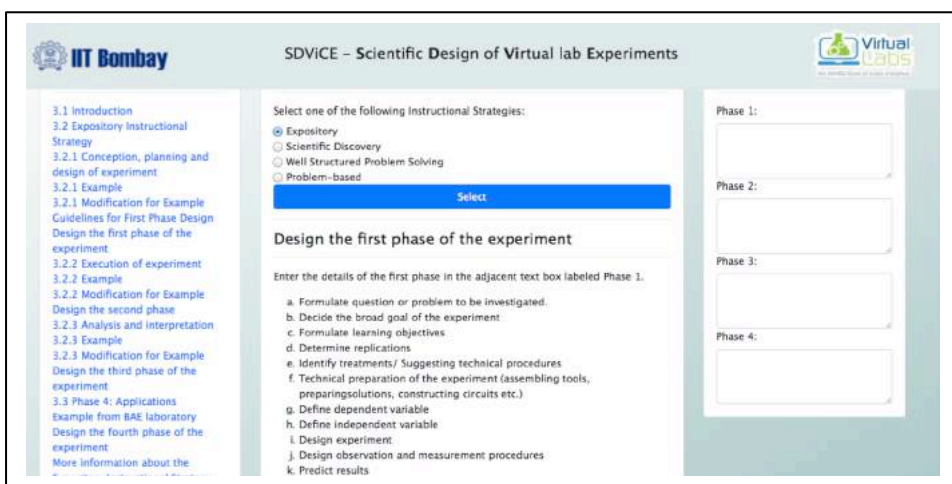 IIT Bombay
SDViCE – Scientific Design of Virtual lab Experiments
Virtual
Labs
3.1 Introduction
3.2 Expository Instructional
Strategy
3.2.1 Conception, planning and
design of experiment
3.2.1 Example
3.2.1 Modification for Example
Guidelines for First Phase Design
Design the first phase of the
experiment
3.2.2 Execution of experiment
3.2.2 Example
3.2.2 Modification for Example
Design the second phase
3.2.3 Analysis and interpretation
3.2.3 Example
3.2.3 Modification for Example
Design the third phase of the
experiment
3.3 Phase 4: Applications
Example from BAE laboratory
Design the fourth phase of the
experiment
More information about the
Select one of the following Instructional Strategies:
Expository
Scientific Discovery
Well Structured Problem Solving
Problem-based
Select
Design the first phase of the experiment
Enter the details of the first phase in the adjacent text box labeled Phase 1.
a. Formulate question or problem to be investigated.
b. Decide the broad goal of the experiment
c. Formulate learning objectives
d. Determine replications
e. Identify treatments/ Suggesting technical procedures
f. Technical preparation of the experiment (assembling tools,
preparingsolutions, constructing circuits etc.)
g. Define dependent variable
h. Define independent variable
i. Design experiment
j. Design observation and measurement procedures
k. Predict results
Phase 1:
Phase 2:
Phase 3:
Phase 4: